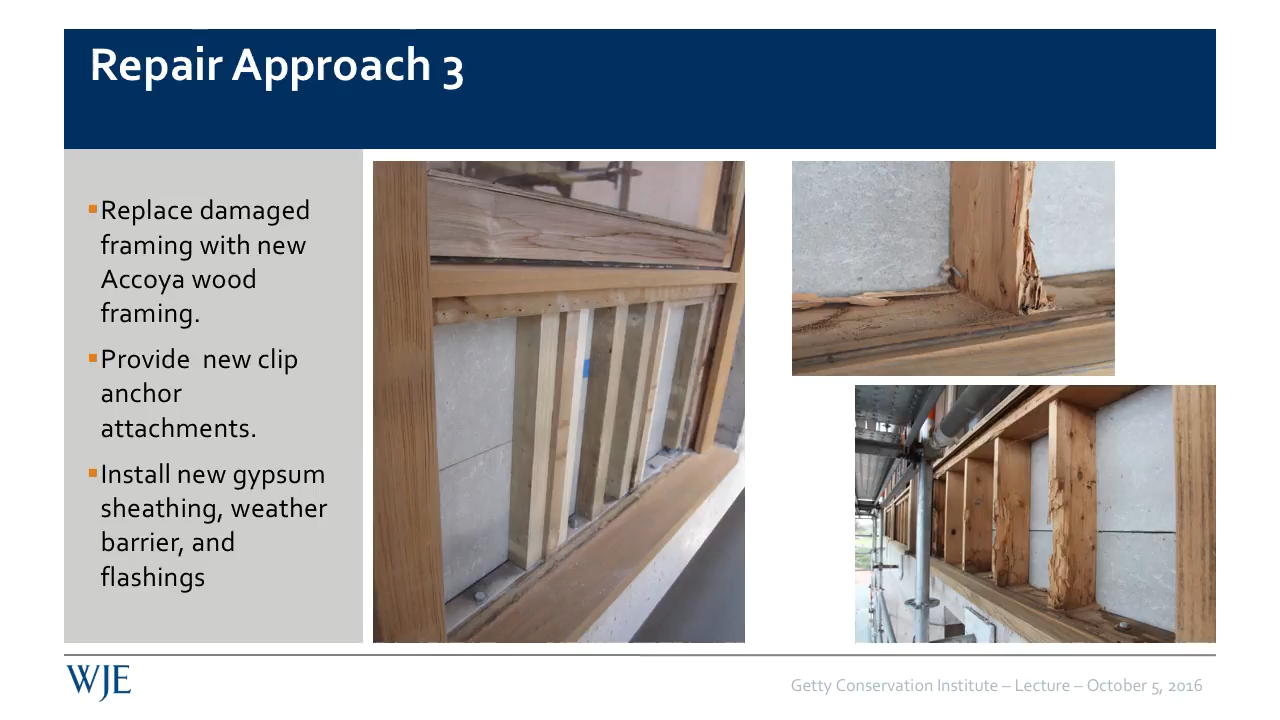 Repair Approach 3
▪Replace damaged
framing with new
Accoya wood
framing.
▪Provide  new clip
anchor
attachments.
▪Install new gypsum
sheathing, weather
barrier, and
flashings
WJE
Getty Conservation Institute – Lecture – October 5, 2016